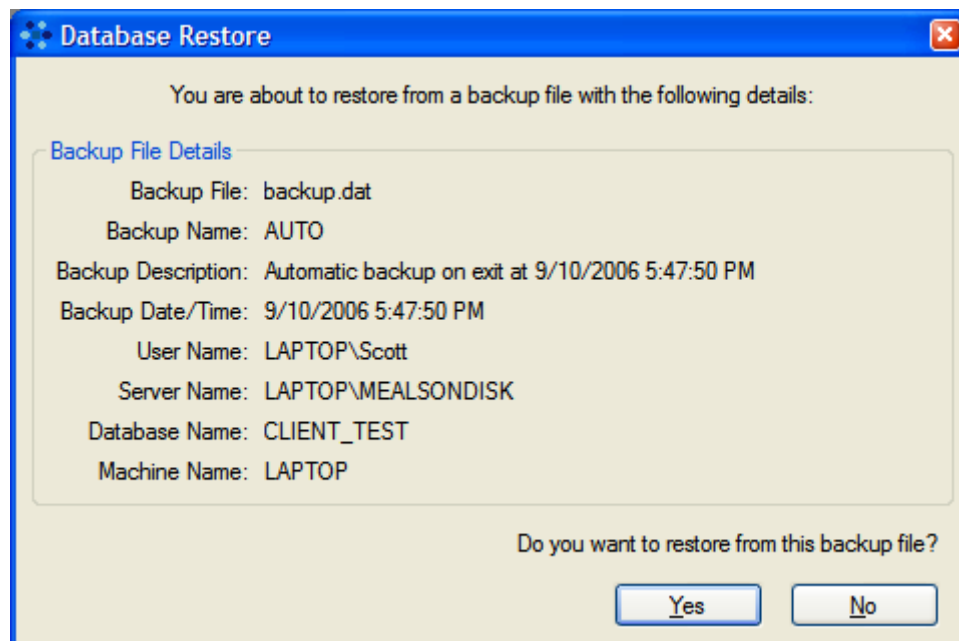 Database Restore
You are about to restore from a backup file with the following details:
Backup File Details
Backup File: backup.dat
Backup Name: AUTO
Backup Description: Automatic backup on exit at 9/10/2006 5:47:50 PM
Backup Date/Time: 9/10/2006 5:47:50 PM
User Name: LAPTOP\Scott
Server Name: LAPTOP\MEALSONDISK
Database Name: CLIENT_TEST
Machine Name: LAPTOP
Do you want to restore from this backup file?
Yes No